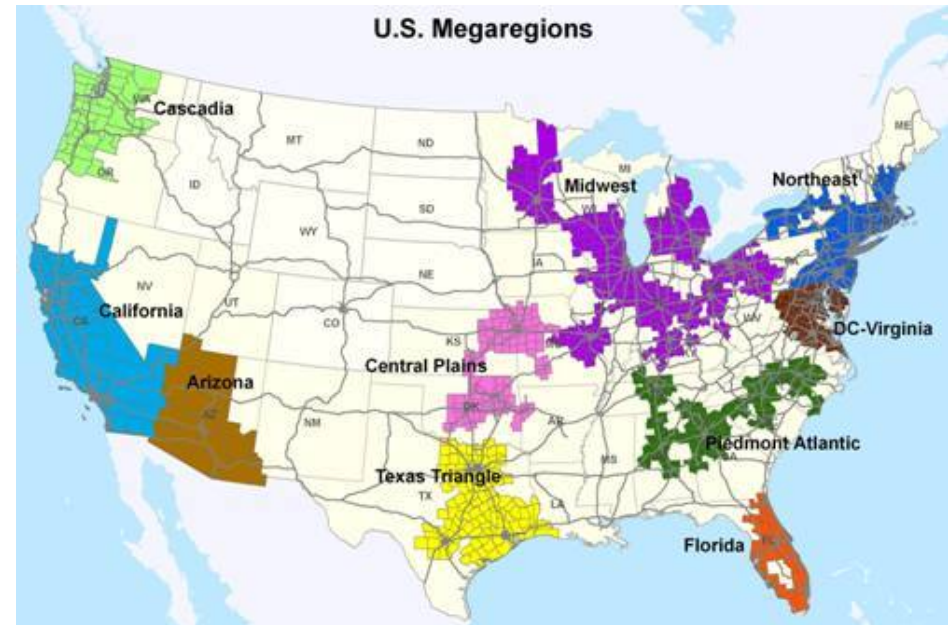 U.S. Megaregions
WA
Cascadia
ME
MT
ND
OR
ID
MI
Midwest
Northeast
WI
SD
WY
IA
NE
PA
NV
UT
California
CA
CO
WV
DC-Virginia
KS
Central Plains
Arizona
OK
AZ
NM
AR
Piedmont Atlantic
MS
GA
Texas Triangle
TX
LA
Florida
FL